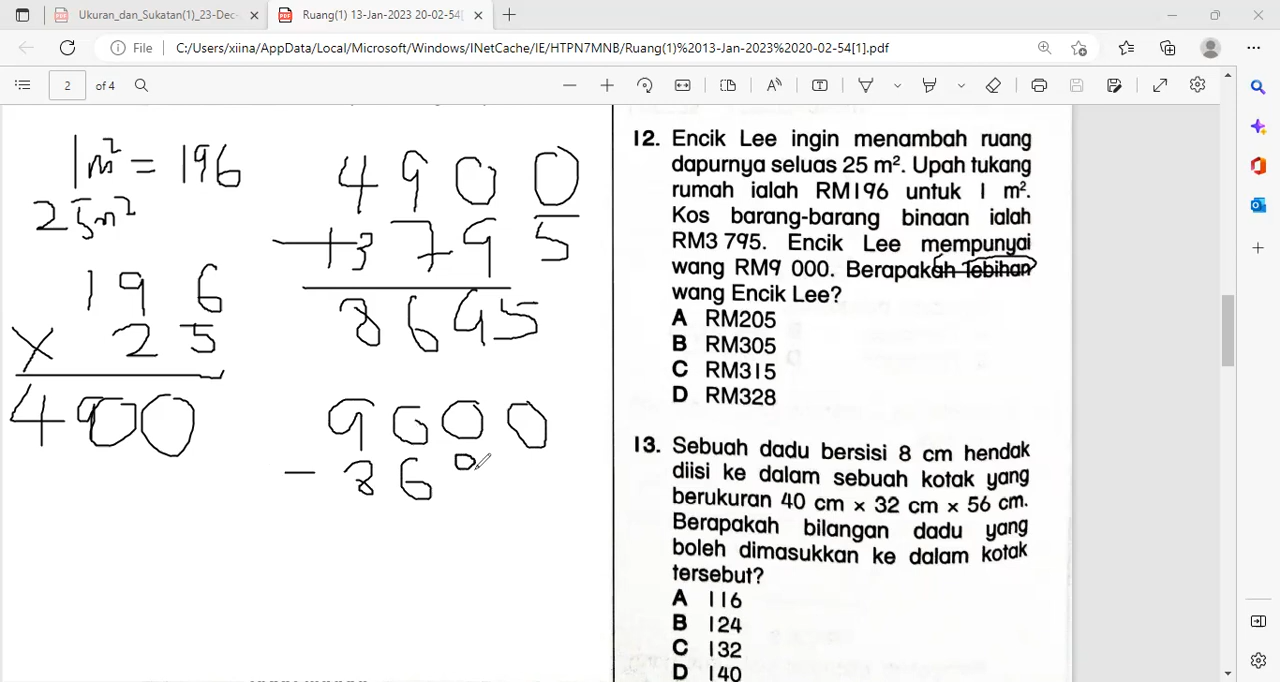 Ukuran_dan_Sukatan(1)_23-Dec-
Ruang(1) 13-Jan-2023 20-02-54[
File
C:/Users/xiina/AppData/Local/Microsoft/Windows/INetCache/IE/HTPN7MNB/Ruang(1)%2013-Jan-2023%2020-02-54[1].pdf
2 of 4
1m² = 196
25m²
196
× 25
4900
4900
+3795
8695
9000
- 86
12. Encik Lee ingin menambah ruang
dapurnya seluas 25 m². Upah tukang
rumah ialah RM196 untuk 1 m².
Kos barang-barang binaan ialah
RM3 795. Encik Lee mempunyai
wang RM9 000. Berapakah lebihan
wang Encik Lee?
A RM205
B RM305
C RM315
D RM328
13. Sebuah dadu bersisi 8 cm hendak
diisi ke dalam sebuah kotak yang
berukuran 40 cm × 32 cm × 56 cm.
Berapakah bilangan dadu yang
boleh dimasukkan ke dalam kotak
tersebut?
A 116
B 124
C 132
D 140